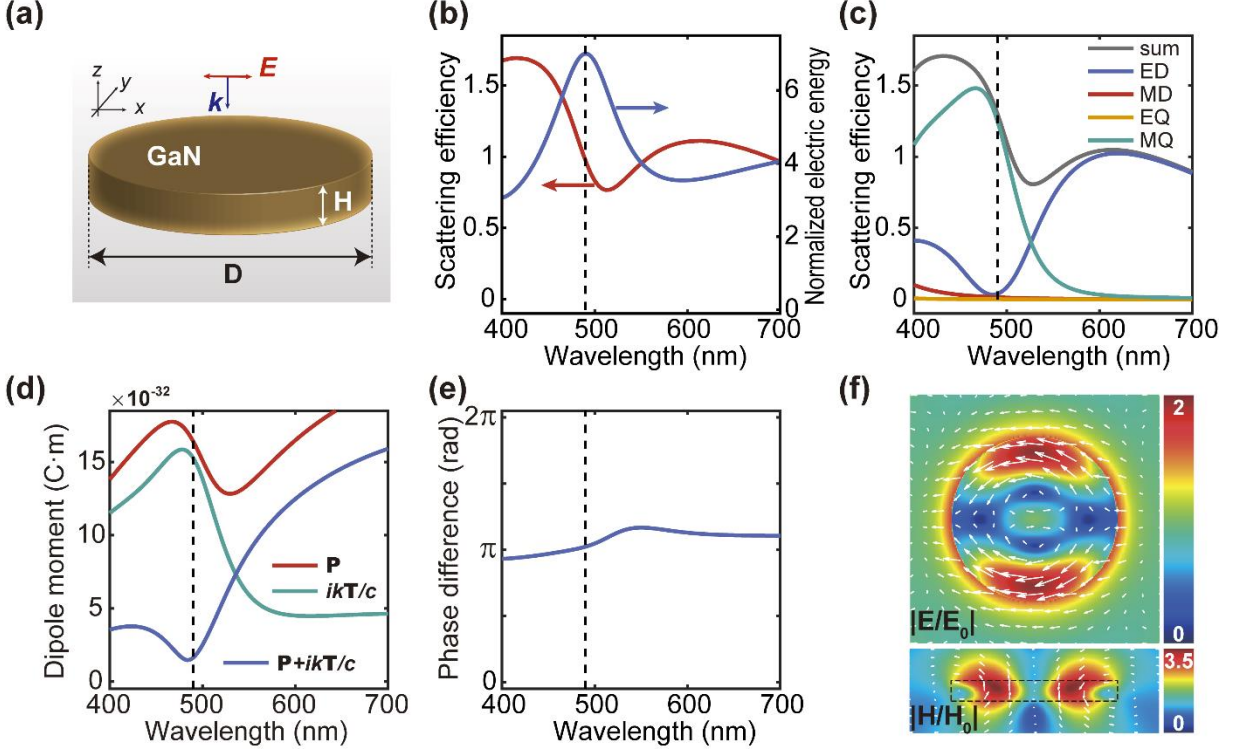 (a)
z
y
x
E
k
GaN
H
D
(b)
Scattering efficiency
1.5
1
0.5
0
6
4
2
0
Normalized electric energy
400 500 600 700
Wavelength (nm)
(c)
Scattering efficiency
1.5
1
0.5
0
sum
ED
MD
EQ
MQ
400 500 600 700
Wavelength (nm)
(d)
×10⁻³²
Dipole moment (C·m)
15
10
5
0
P
ikT/c
P+ikT/c
400 500 600 700
Wavelength (nm)
(e)
Phase difference (rad)
2π
π
0
400 500 600 700
Wavelength (nm)
(f)
2
0
|E/E₀|
3.5
0
|H/H₀|